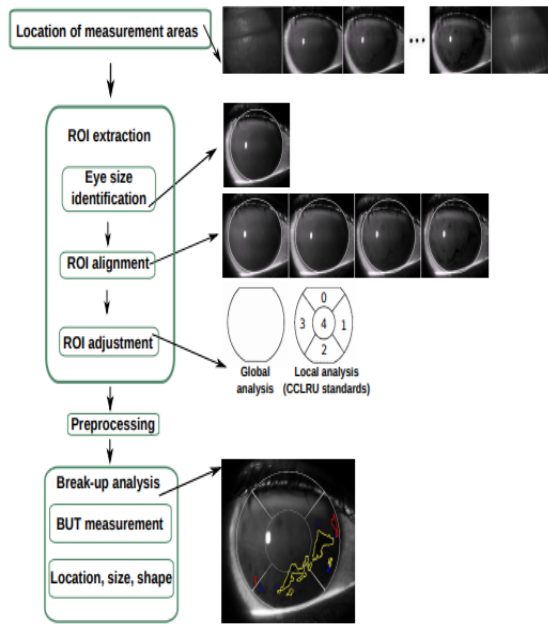 Location of measurement areas
...
ROI extraction
Eye size
identification
ROI alignment
0
3
4
1
2
ROI adjustment
Global
analysis
Local analysis
(CCLRU standards)
Preprocessing
Break-up analysis
BUT measurement
Location, size, shape